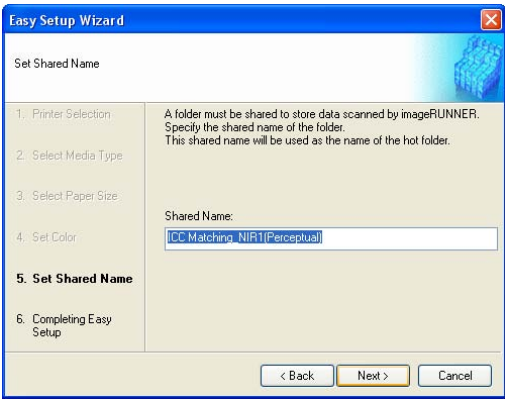 Easy Setup Wizard
Set Shared Name
1. Printer Selection
2. Select Media Type
3. Select Paper Size
4. Set Color
5. Set Shared Name
6. Completing Easy
Setup
A folder must be shared to store data scanned by imageRUNNER.
Specify the shared name of the folder.
This shared name will be used as the name of the hot folder.
Shared Name:
ICC Matching_NIR1(Perceptual)
< Back
Next >
Cancel